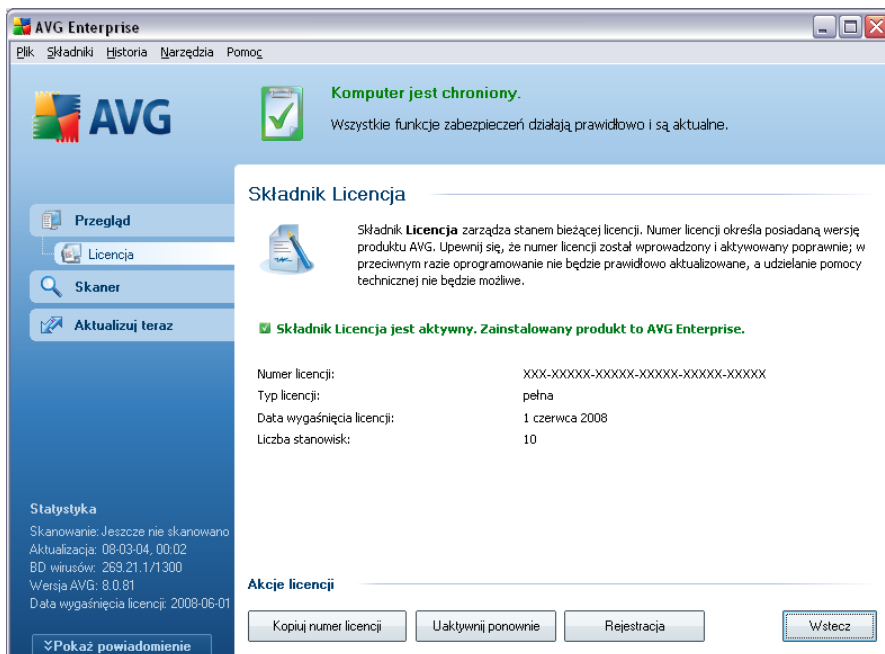 AVG Enterprise
Plik Składniki Historia Narzędzia Pomoc
AVG
Komputer jest chroniony.
Wszystkie funkcje zabezpieczeń działają prawidłowo i są aktualne.
Przegląd
Licencja
Skaner
Aktualizuj teraz
Składnik Licencja
Składnik Licencja zarządza stanem bieżącej licencji. Numer licencji określa posiadaną wersję
produktu AVG. Upewnij się, że numer licencji został wprowadzony i aktywowany poprawnie; w
przeciwnym razie oprogramowanie nie będzie prawidłowo aktualizowane, a udzielanie pomocy
technicznej nie będzie możliwe.
Składnik Licencja jest aktywny. Zainstalowany produkt to AVG Enterprise.
Numer licencji: XXX-XXXXX-XXXXX-XXXXX-XXXXX-XXXXX
Typ licencji: pełna
Data wygaśnięcia licencji: 1 czerwca 2008
Liczba stanowisk: 10
Statystyka
Skanowanie: Jeszcze nie skanowano
Aktualizacja: 08-03-04, 00:02
BD wirusów: 269.21.1/1300
Wersja AVG: 8.0.81
Data wygaśnięcia licencji: 2008-06-01
Pokaż powiadomienie
Akcje licencji
Kopiuj numer licencji Uaktywnij ponownie Rejestracja Wstecz